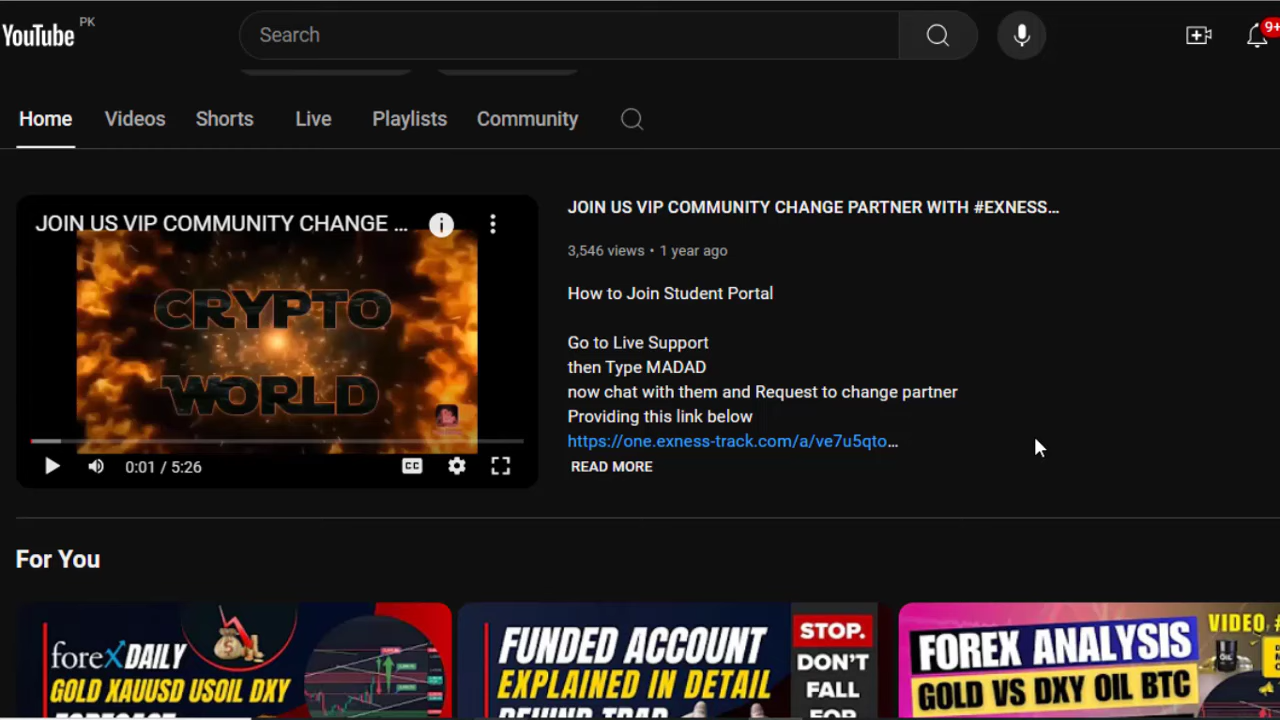 YouTube PK
Search
9+
Home Videos Shorts Live Playlists Community
JOIN US VIP COMMUNITY CHANGE ...
CRYPTO
WORLD
0:01 / 5:26
CC
JOIN US VIP COMMUNITY CHANGE PARTNER WITH #EXNESS...
3,546 views • 1 year ago
How to Join Student Portal
Go to Live Support
then Type MADAD
now chat with them and Request to change partner
Providing this link below
https://one.exness-track.com/a/ve7u5qto...
READ MORE
For You
foreX DAILY
GOLD XAUUSD USOIL DXY
FORECAST
FUNDED ACCOUNT
EXPLAINED IN DETAIL
BEHIND TRAP
STOP.
DON'T
FALL
FOR
FOREX ANALYSIS
GOLD VS DXY OIL BTC
VIDEO #